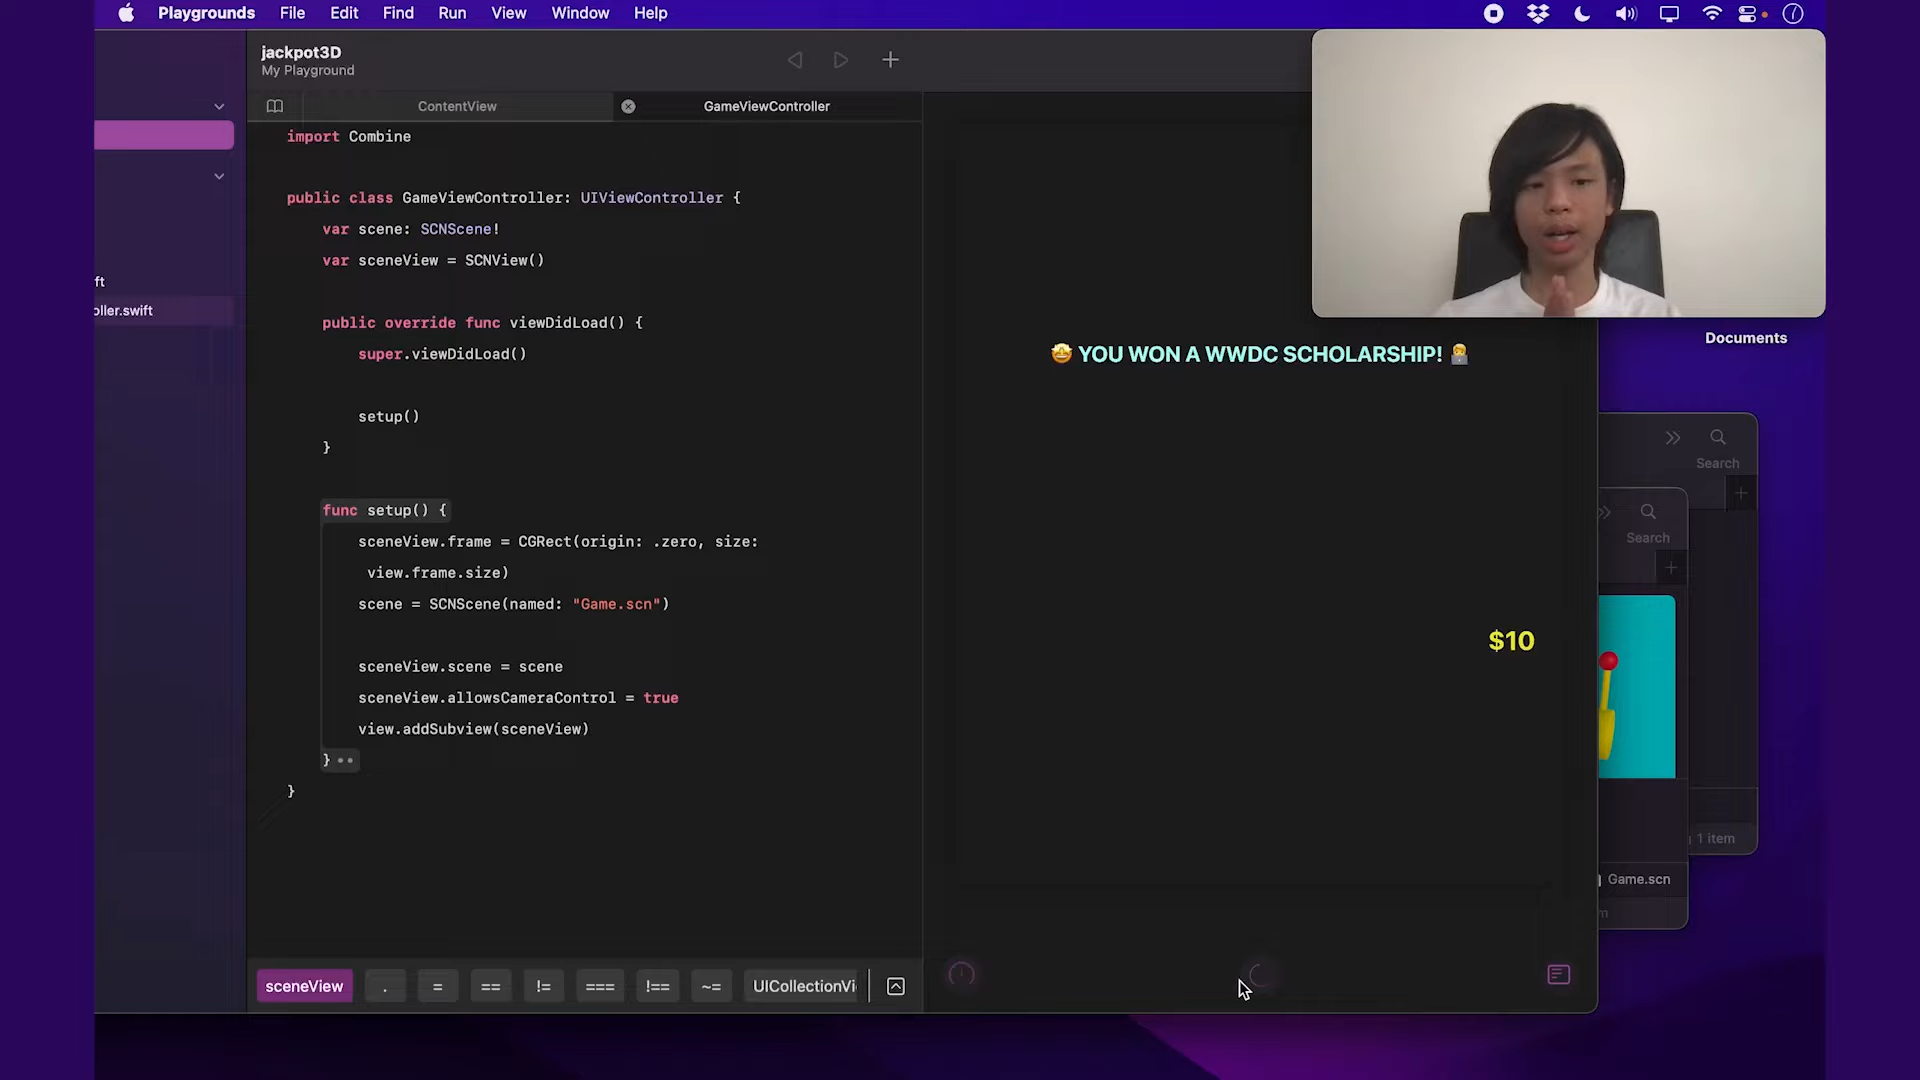 Playgrounds File Edit Find Run View Window Help
jackpot3D
My Playground
ContentView
GameViewController
import Combine
public class GameViewController: UIViewController {
var scene: SCNScene!
var sceneView = SCNView()
public override func viewDidLoad() {
super.viewDidLoad()
setup()
}
func setup() {
sceneView.frame = CGRect(origin: .zero, size:
view.frame.size)
scene = SCNScene(named: "Game.scn")
sceneView.scene = scene
sceneView.allowsCameraControl = true
view.addSubview(sceneView)
}
}
ft
oller.swift
sceneView . = == != === !== ~= UICollectionVi
🤩 YOU WON A WWDC SCHOLARSHIP! 👨‍💻
$10
Documents
Search
Search
1 item
Game.scn
m